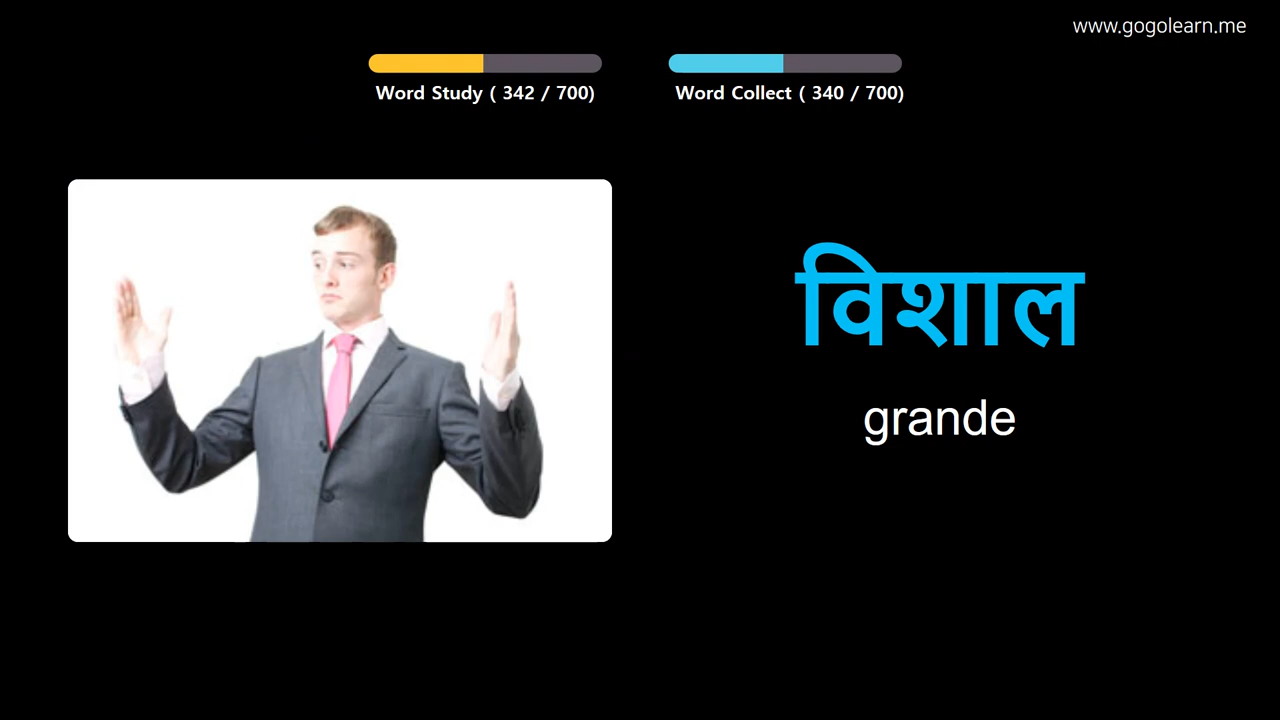 www.gogolearn.me
Word Study ( 342 / 700)
Word Collect ( 340 / 700)
विशाल
grande